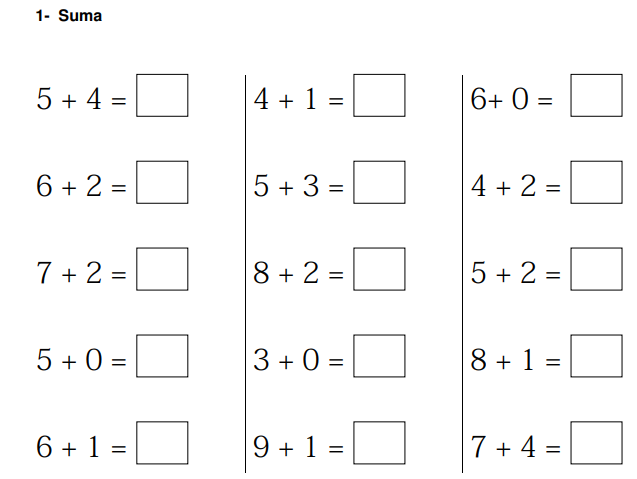 1- Suma
5 + 4 = 4 + 1 = 6+ 0 =
6 + 2 = 5 + 3 = 4 + 2 =
7 + 2 = 8 + 2 = 5 + 2 =
5 + 0 = 3 + 0 = 8 + 1 =
6 + 1 = 9 + 1 = 7 + 4 =